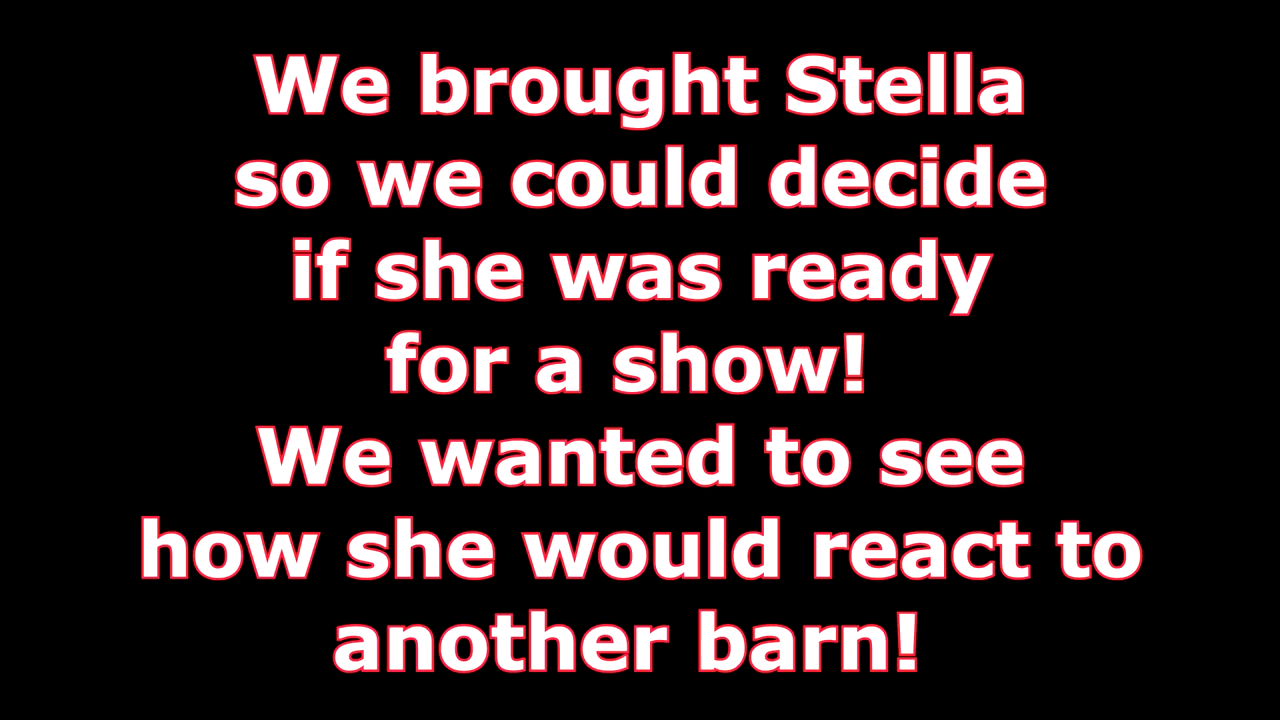 We brought Stella
so we could decide
if she was ready
for a show!
We wanted to see
how she would react to
another barn!